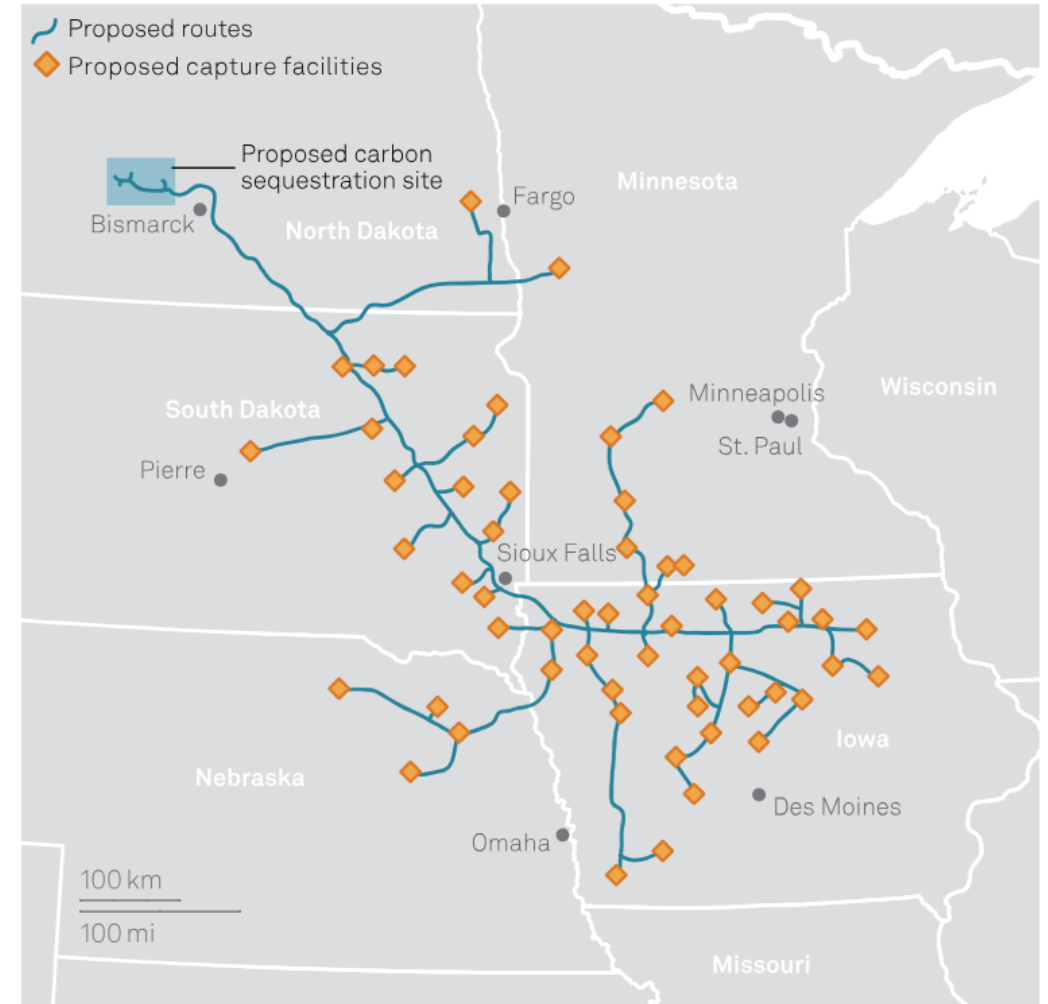 Proposed routes
Proposed capture facilities
Proposed carbon
sequestration site
Minnesota
Fargo
Bismarck
North Dakota
Minneapolis
Wisconsin
South Dakota
St. Paul
Pierre
Sioux Falls
Iowa
Nebraska
Des Moines
Omaha
100 km
100 mi
Missouri